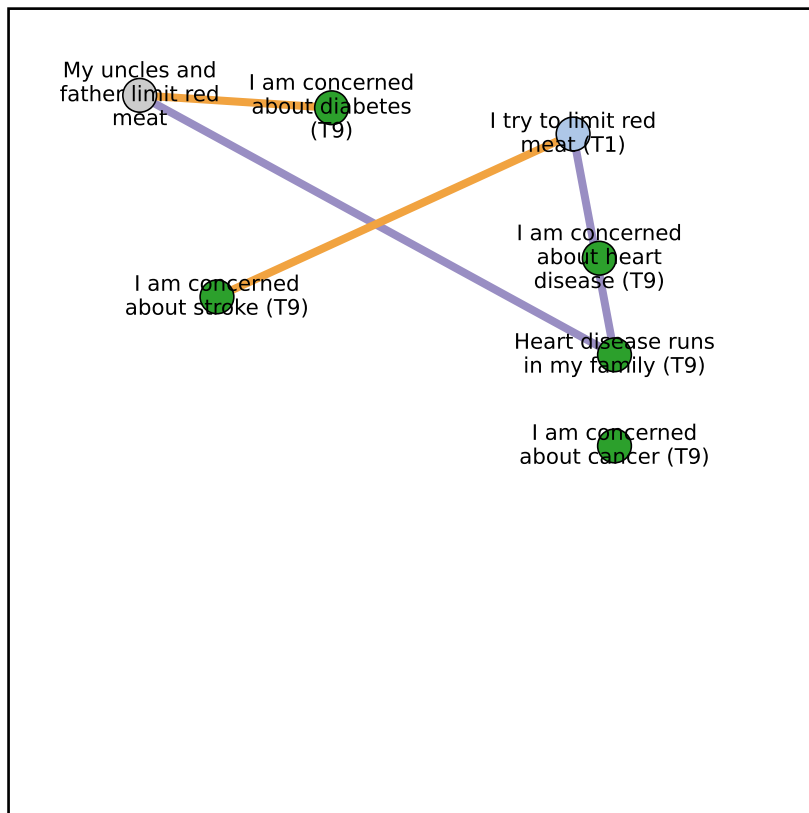 My uncles and
father limit red
meat
I am concerned
about diabetes
(T9)
I try to limit red
meat (T1)
I am concerned
about heart
disease (T9)
I am concerned
about stroke (T9)
Heart disease runs
in my family (T9)
I am concerned
about cancer (T9)